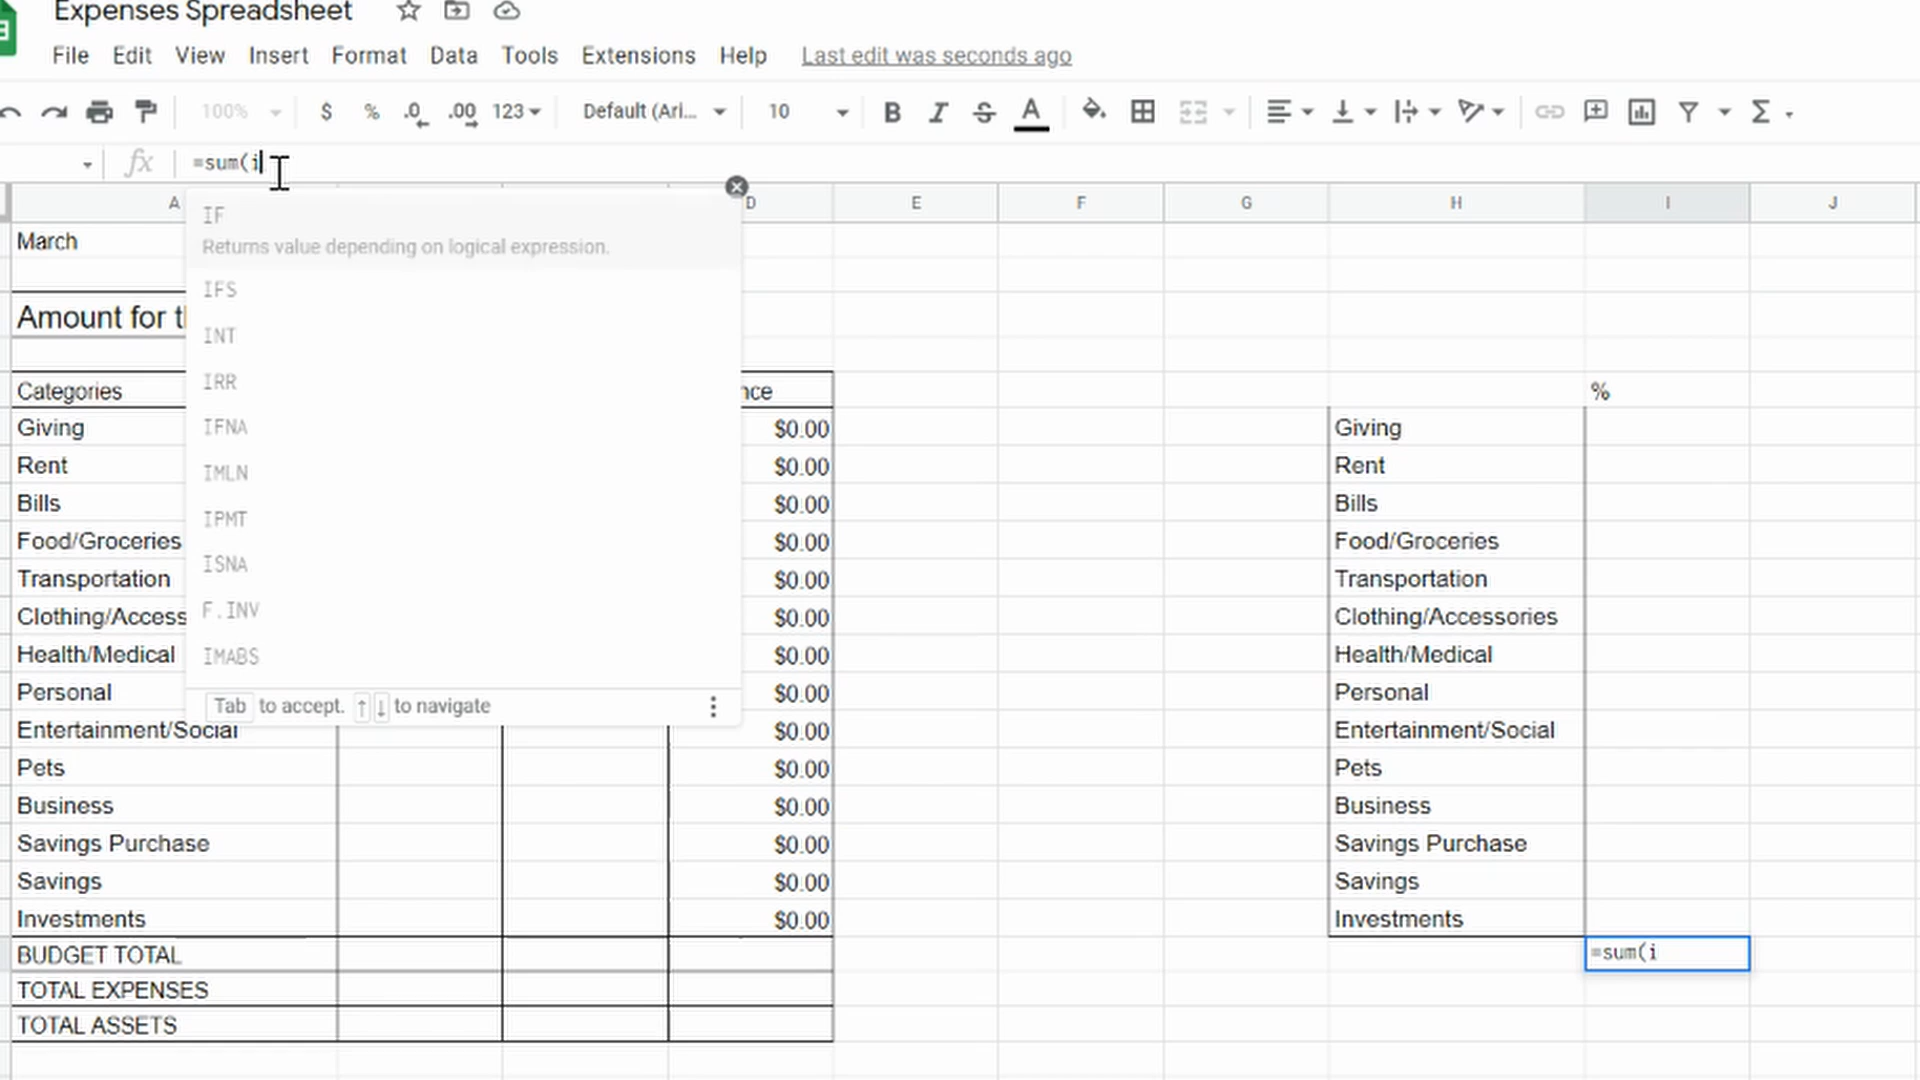 Expenses Spreadsheet
File Edit View Insert Format Data Tools Extensions Help Last edit was seconds ago
100% $ % .0 .00 123 Default (Ari... 10 B I S A Σ
fx =sum(i
A D E F G H I J
March
IF
Returns value depending on logical expression.
IFS
Amount for t
INT
IRR
Categories nce %
IFNA
Giving $0.00 Giving
Rent $0.00 Rent
IMLN
Bills $0.00 Bills
IPMT
Food/Groceries $0.00 Food/Groceries
ISNA
Transportation $0.00 Transportation
F.INV
Clothing/Access $0.00 Clothing/Accessories
Health/Medical IMABS $0.00 Health/Medical
Personal $0.00 Personal
Tab to accept. ↑ ↓ to navigate
Entertainment/Social $0.00 Entertainment/Social
Pets $0.00 Pets
Business $0.00 Business
Savings Purchase $0.00 Savings Purchase
Savings $0.00 Savings
Investments $0.00 Investments
BUDGET TOTAL =sum(i
TOTAL EXPENSES
TOTAL ASSETS